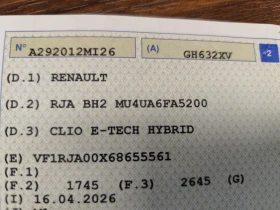 N° A292012MI26 (A) GH632XV
(D.1) RENAULT
(D.2) RJA BH2 MU4UA6FA5200
(D.3) CLIO E-TECH HYBRID
(E) VF1RJA00X68655561
(F.1)
(F.2) 1745 (F.3) 2645 (G)
(I) 16.04.2026